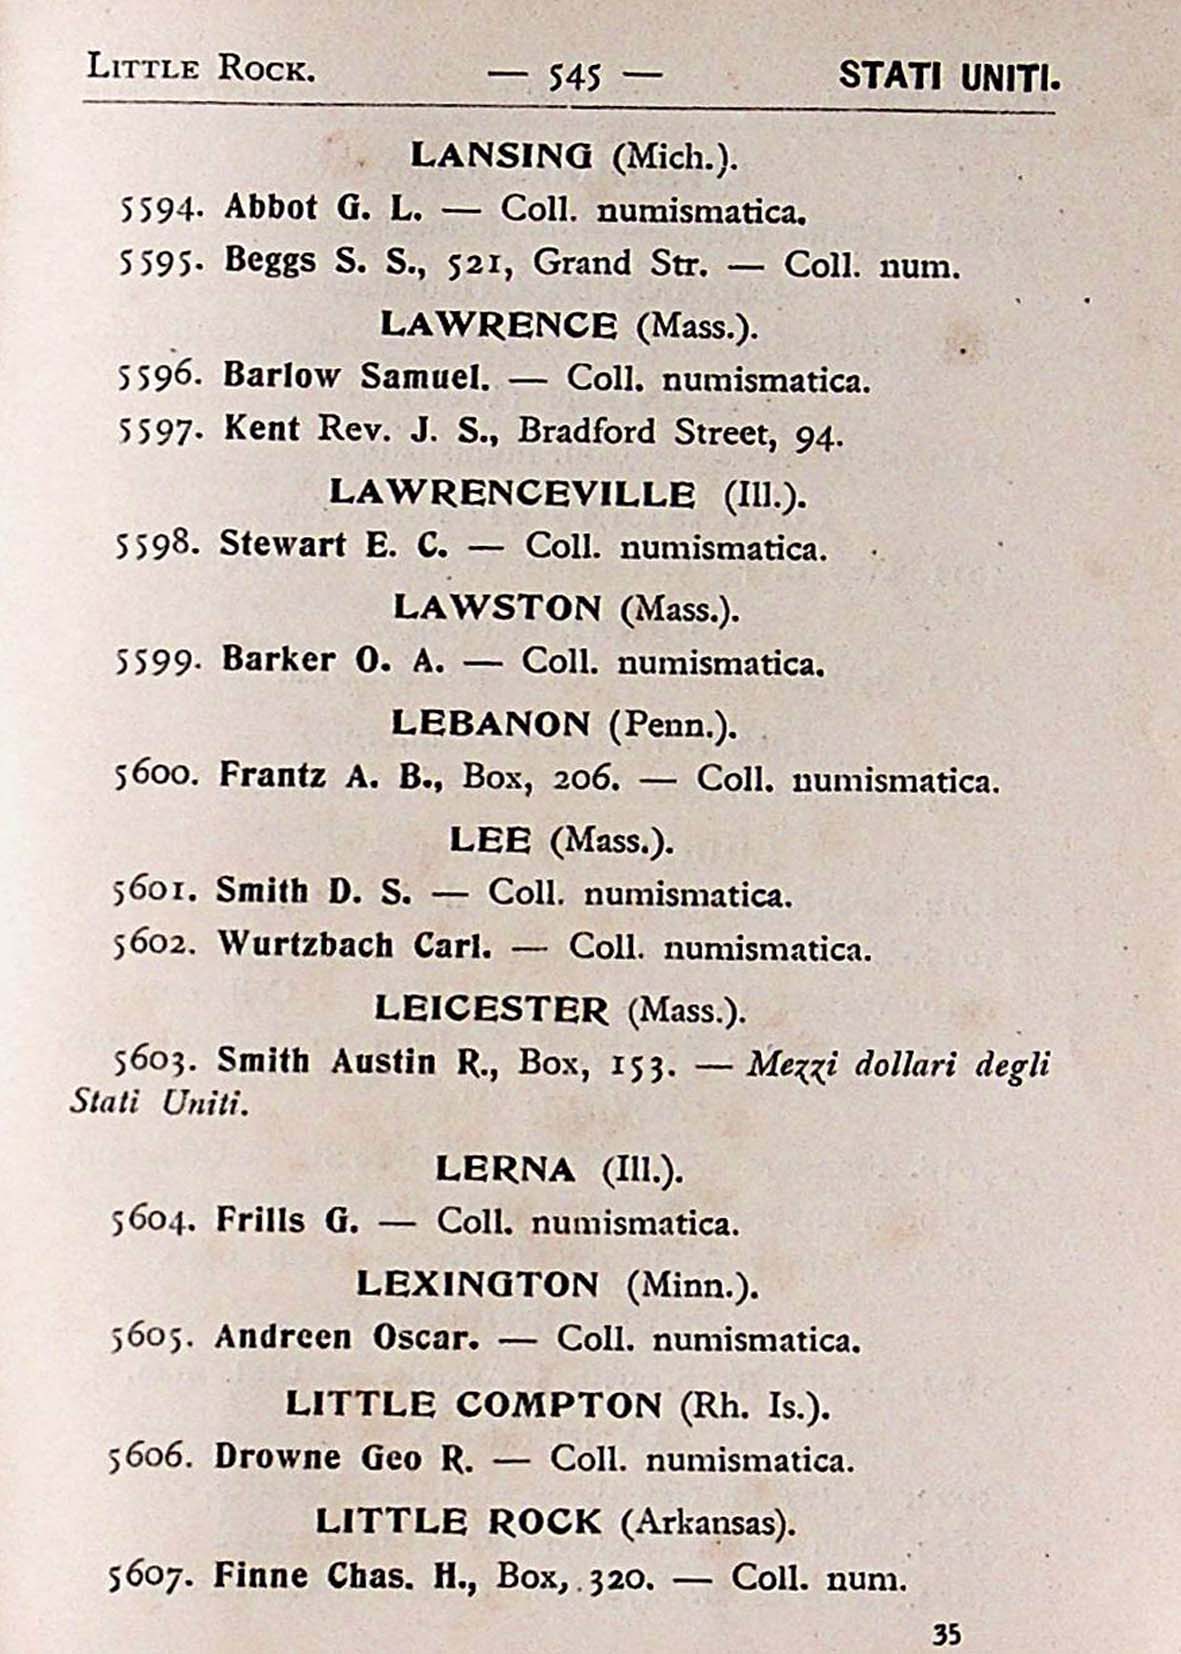 Little Rock. — 545 — STATI UNITI.
LANSING (Mich.).
5594. Abbot G. L. — Coll. numismatica.
5595. Beggs S. S., 521, Grand Str. — Coll. num.
LAWRENCE (Mass.).
5596. Barlow Samuel. — Coll. numismatica.
5597. Kent Rev. J. S., Bradford Street, 94.
LAWRENCEVILLE (Ill.).
5598. Stewart E. C. — Coll. numismatica.
LAWSTON (Mass.).
5599. Barker O. A. — Coll. numismatica.
LEBANON (Penn.).
5600. Frantz A. B., Box, 206. — Coll. numismatica.
LEE (Mass.).
5601. Smith D. S. — Coll. numismatica.
5602. Wurtzbach Carl. — Coll. numismatica.
LEICESTER (Mass.).
5603. Smith Austin R., Box, 153. — Mezzi dollari degli
Stati Uniti.
LERNA (Ill.).
5604. Frills G. — Coll. numismatica.
LEXINGTON (Minn.).
5605. Andreen Oscar. — Coll. numismatica.
LITTLE COMPTON (Rh. Is.).
5606. Drowne Geo R. — Coll. numismatica.
LITTLE ROCK (Arkansas).
5607. Finne Chas. H., Box, 320. — Coll. num.
35